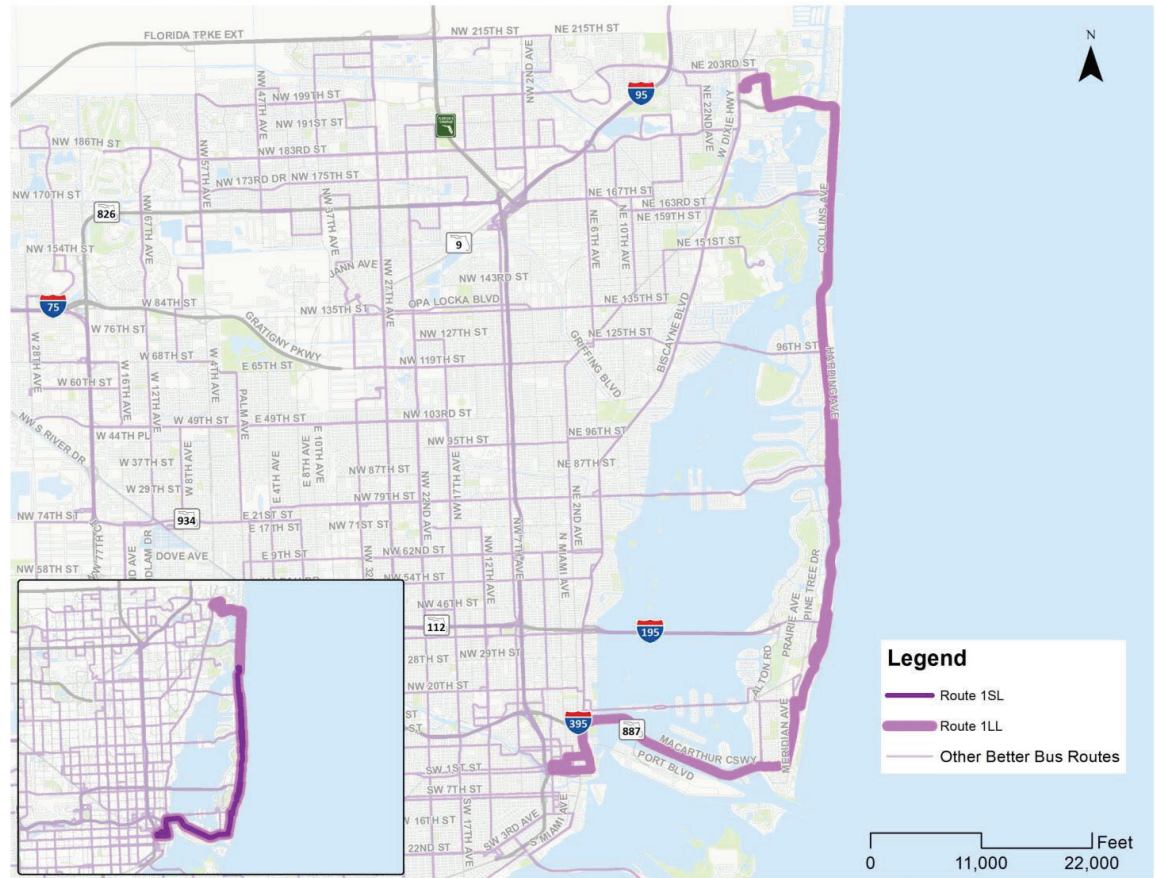 FLORIDA TPKE EXT
NW 215TH ST
NE 215TH ST
N
NW 2ND AVE
NE 203RD ST
95
NW 47TH AVE
NW 199TH ST
NE 22ND AVE
W DIXIE HWY
NW 191ST ST
NW 186TH ST
NW 183RD ST
NW 57TH AVE
NW 173RD DR
NW 175TH ST
NW 170TH ST
NE 167TH ST
826
NW 67TH AVE
NE 163RD ST
NE 159TH ST
NE 6TH AVE
NE 10TH AVE
COLLINS AVE
9
NW 154TH ST
NE 151ST ST
JANN AVE
NW 27TH AVE
NW 143RD ST
75
W 84TH ST
OPA LOCKA BLVD
NE 135TH ST
NW 135TH ST
GRATIGNY PKWY
BISCAYNE BLVD
W 76TH ST
NW 127TH ST
NE 125TH ST
GRIFFING BLVD
96TH ST
HARDING AVE
W 28TH AVE
W 68TH ST
W 4TH AVE
E 65TH ST
NW 119TH ST
W 60TH ST
W 16TH AVE
W 12TH AVE
PALM AVE
W 49TH ST
E 49TH ST
NW 103RD ST
NW S RIVER DR
W 44TH PL
W 8TH AVE
E 10TH AVE
E 8TH AVE
E 4TH AVE
NW 95TH ST
NE 96TH ST
W 37TH ST
NW 87TH ST
NE 87TH ST
NW 22ND AVE
NW 17TH AVE
W 29TH ST
NW 79TH ST
NE 2ND AVE
NW 74TH ST
934
E 21ST ST
E 17TH ST
NW 71ST ST
DOVE AVE
E 9TH ST
NW 62ND ST
NW 12TH AVE
NW 7TH AVE
N MIAMI AVE
NW 58TH ST
NW 54TH ST
PINE TREE DR
NW 46TH ST
112
195
PRAIRIE AVE
NW 29TH ST
28TH ST
ALTON RD
NW 20TH ST
395
887
MERIDIAN AVE
MACARTHUR CSWY
PORT BLVD
SW 1ST ST
SW 7TH ST
SW 17TH AVE
16TH ST
SW 3RD AVE
S MIAMI AVE
22ND ST
Legend
Route 1SL
Route 1LL
Other Better Bus Routes
Feet
0 11,000 22,000